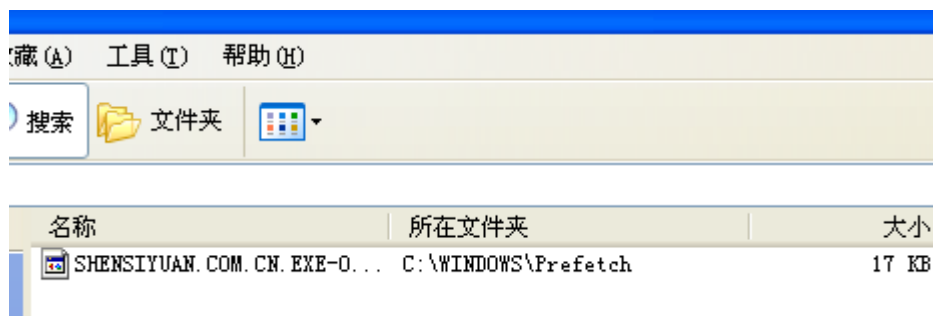 收藏(A) 工具(T) 帮助(H)
搜索 文件夹
名称 所在文件夹 大小
SHENSIYUAN.COM.CN.EXE-0... C:\WINDOWS\Prefetch 17 KB